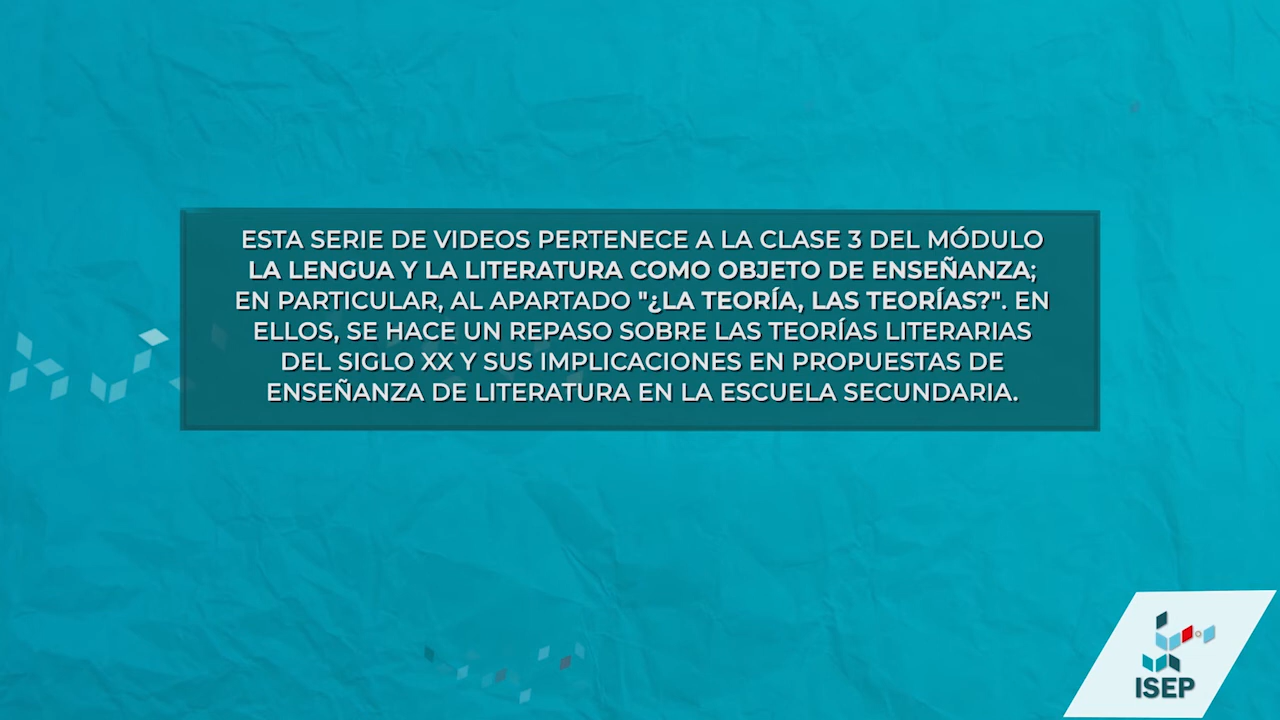 ESTA SERIE DE VIDEOS PERTENECE A LA CLASE 3 DEL MÓDULO
LA LENGUA Y LA LITERATURA COMO OBJETO DE ENSEÑANZA;
EN PARTICULAR, AL APARTADO "¿LA TEORÍA, LAS TEORÍAS?". EN
ELLOS, SE HACE UN REPASO SOBRE LAS TEORÍAS LITERARIAS
DEL SIGLO XX Y SUS IMPLICACIONES EN PROPUESTAS DE
ENSEÑANZA DE LITERATURA EN LA ESCUELA SECUNDARIA.
ISEP